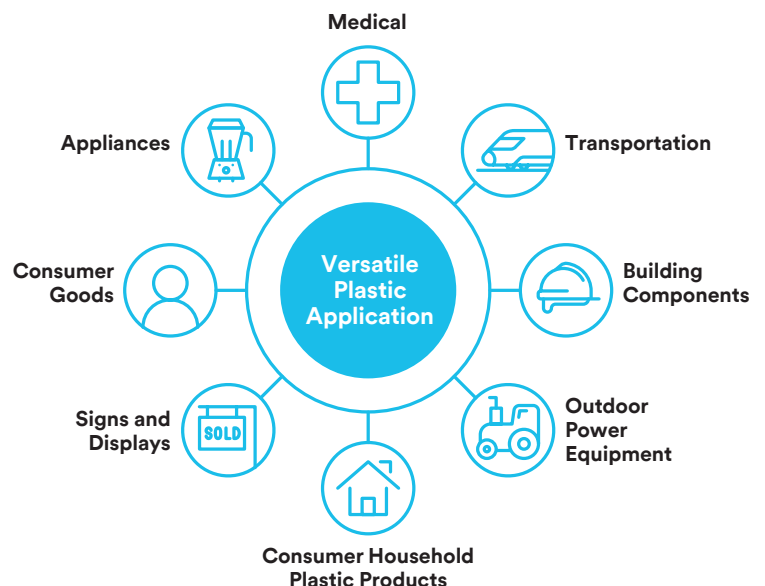 Medical
Appliances
Transportation
Consumer
Goods
Versatile
Plastic
Application
Building
Components
Signs and
Displays
SOLD
Outdoor
Power
Equipment
Consumer Household
Plastic Products